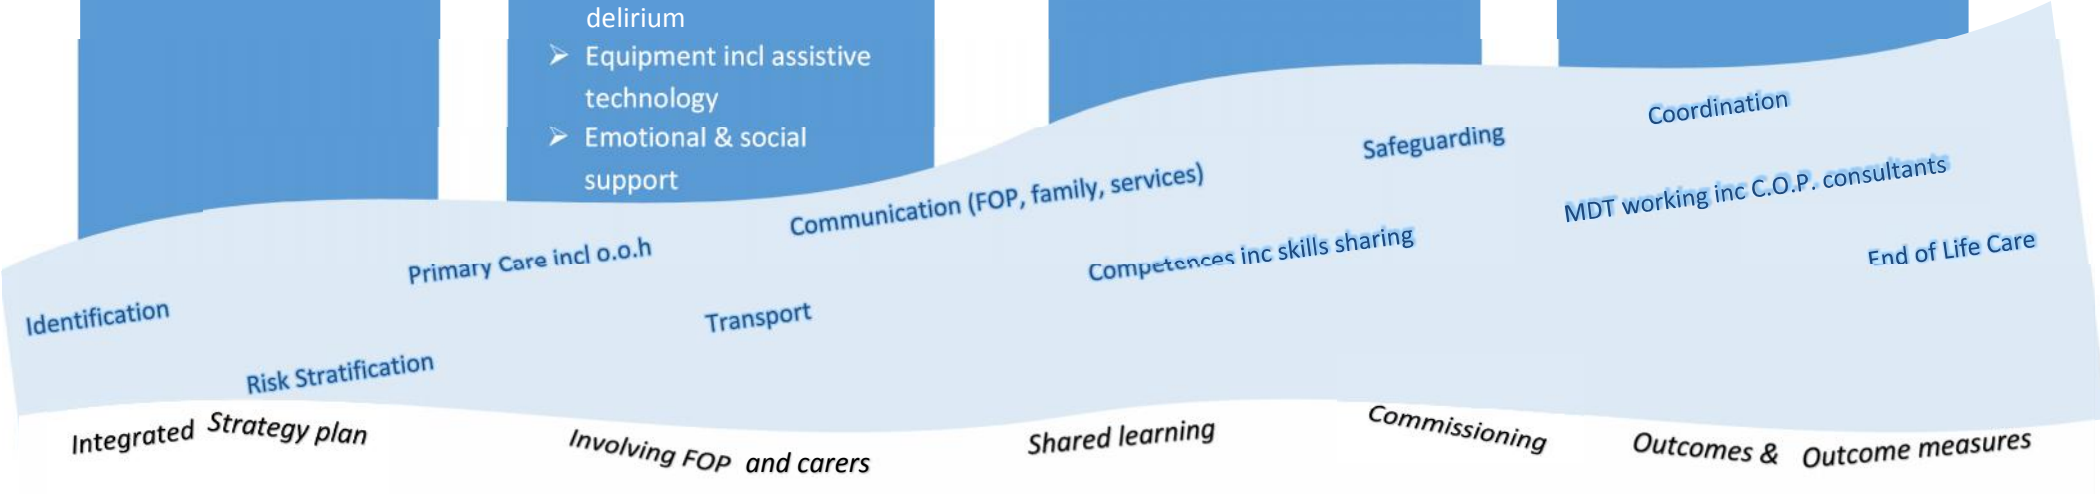 delirium
➢ Equipment incl assistive
technology
➢ Emotional & social
support
Coordination
Safeguarding
Communication (FOP, family, services)
MDT working inc C.O.P. consultants
Primary Care incl o.o.h
Competences inc skills sharing
End of Life Care
Identification
Transport
Risk Stratification
Integrated Strategy plan
Involving FOP and carers
Shared learning
Commissioning
Outcomes & Outcome measures